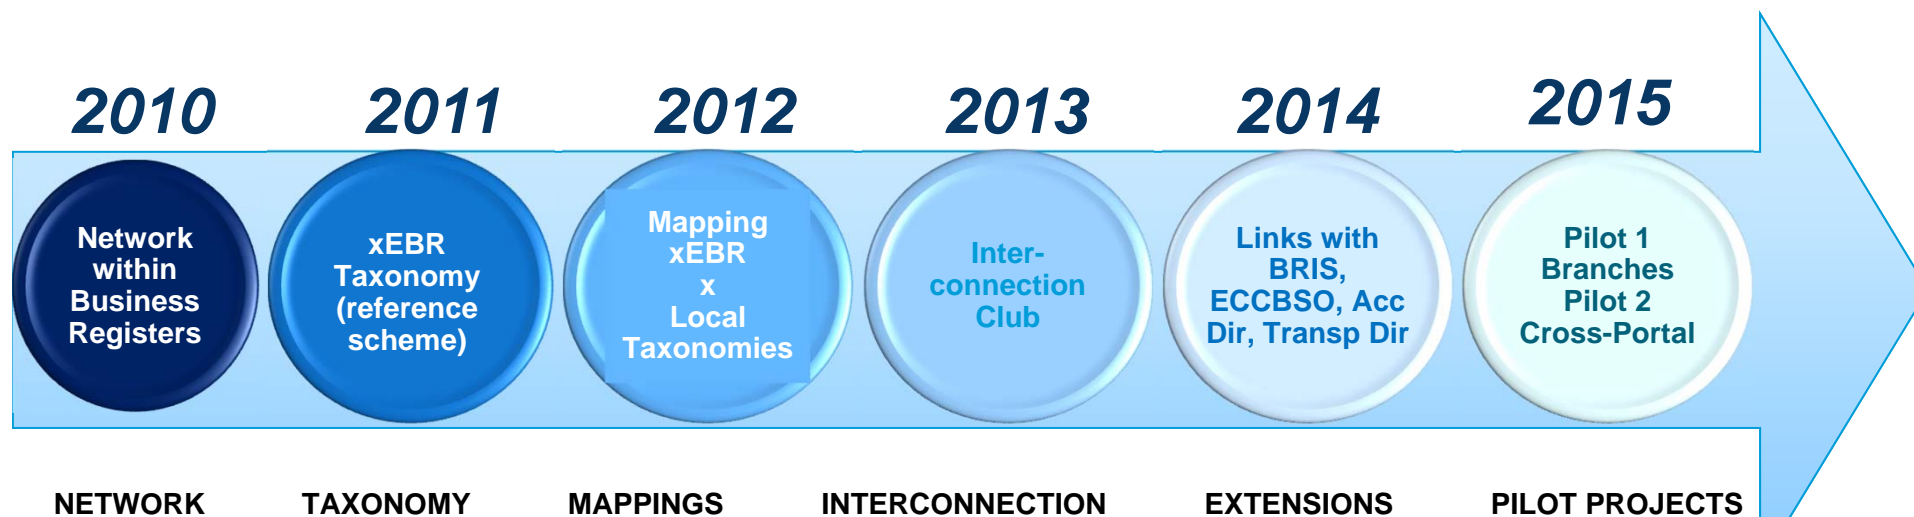 2010 2011 2012 2013 2014 2015
Network
within
Business
Registers
xEBR
Taxonomy
(reference
scheme)
Mapping
xEBR
x
Local
Taxonomies
Inter-
connection
Club
Links with
BRIS,
ECCBSO, Acc
Dir, Transp Dir
Pilot 1
Branches
Pilot 2
Cross-Portal
NETWORK TAXONOMY MAPPINGS INTERCONNECTION EXTENSIONS PILOT PROJECTS